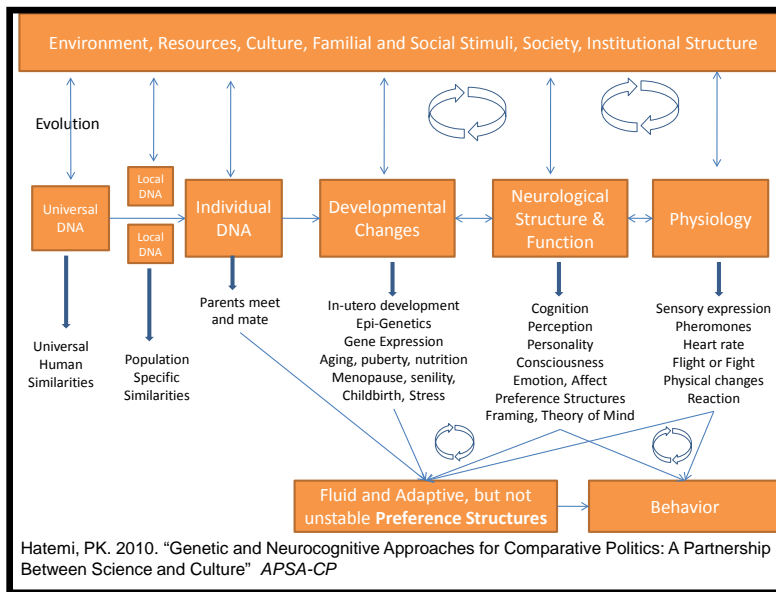 Environment, Resources, Culture, Familial and Social Stimuli, Society, Institutional Structure
Evolution
Universal
DNA
Local
DNA
Local
DNA
Individual
DNA
Developmental
Changes
Neurological
Structure &
Function
Physiology
Universal
Human
Similarities
Population
Specific
Similarities
Parents meet
and mate
In-utero development
Epi-Genetics
Gene Expression
Aging, puberty, nutrition
Menopause, senility,
Childbirth, Stress
Cognition
Perception
Personality
Consciousness
Emotion, Affect
Preference Structures
Framing, Theory of Mind
Sensory expression
Pheromones
Heart rate
Flight or Fight
Physical changes
Reaction
Fluid and Adaptive, but not
unstable Preference Structures
Behavior
Hatemi, PK. 2010. “Genetic and Neurocognitive Approaches for Comparative Politics: A Partnership
Between Science and Culture” APSA-CP